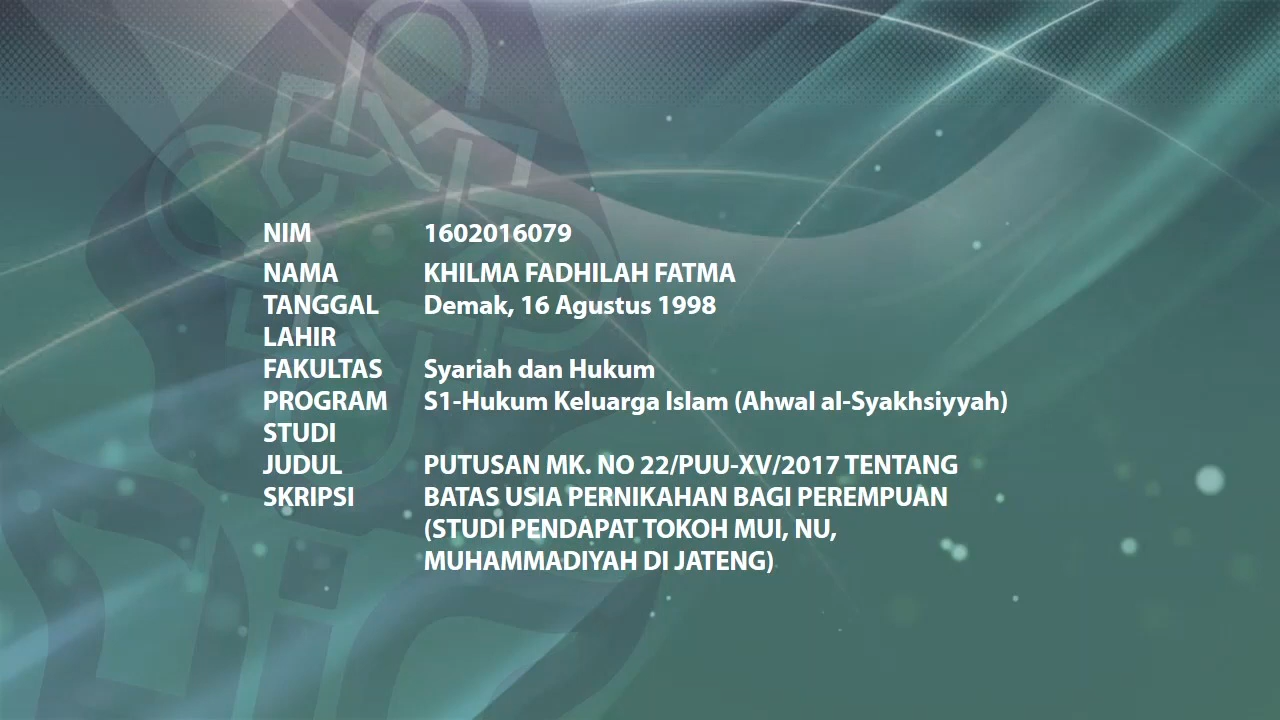 NIM 1602016079
NAMA KHILMA FADHILAH FATMA
TANGGAL Demak, 16 Agustus 1998
LAHIR
FAKULTAS Syariah dan Hukum
PROGRAM S1-Hukum Keluarga Islam (Ahwal al-Syakhsiyyah)
STUDI
JUDUL PUTUSAN MK. NO 22/PUU-XV/2017 TENTANG
SKRIPSI BATAS USIA PERNIKAHAN BAGI PEREMPUAN
(STUDI PENDAPAT TOKOH MUI, NU,
MUHAMMADIYAH DI JATENG)